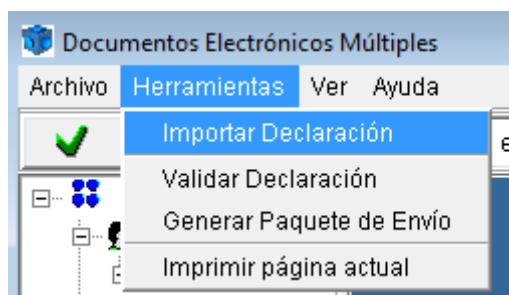 Documentos Electrónicos Múltiples
Archivo Herramientas Ver Ayuda
Importar Declaración
Validar Declaración
Generar Paquete de Envío
Imprimir página actual